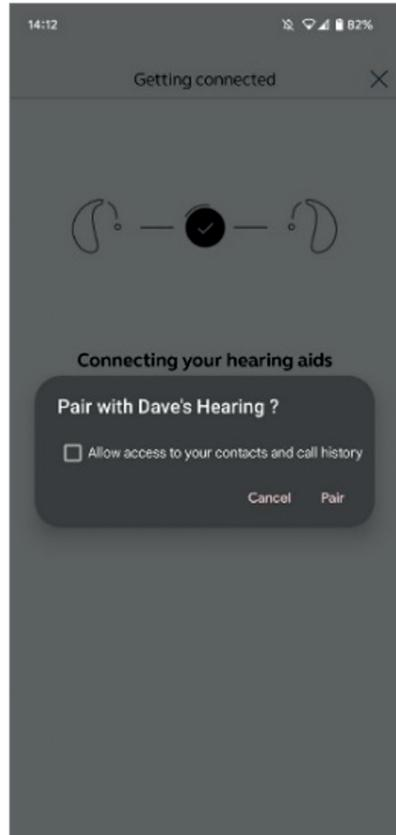 14:12
82%
Getting connected
Connecting your hearing aids
Pair with Dave's Hearing ?
Allow access to your contacts and call history
Cancel Pair